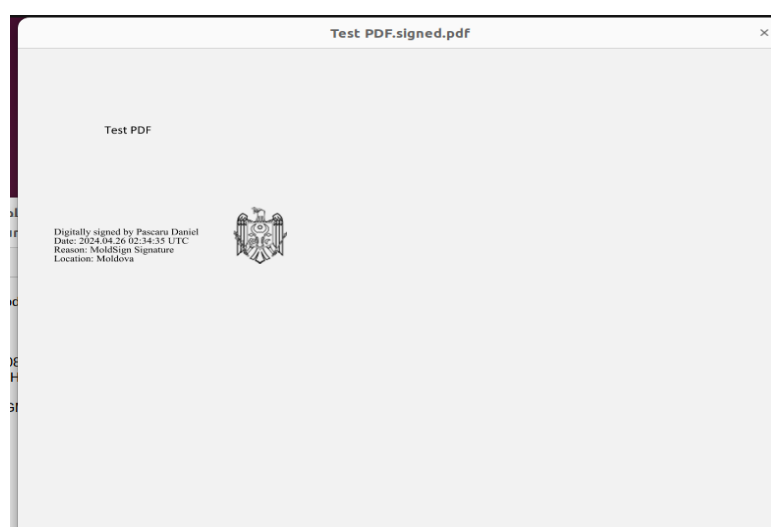 Test PDF.signed.pdf
×
Test PDF
Digitally signed by Pascaru Daniel
Date: 2024.04.26 02:34:35 UTC
Reason: MoldSign Signature
Location: Moldova